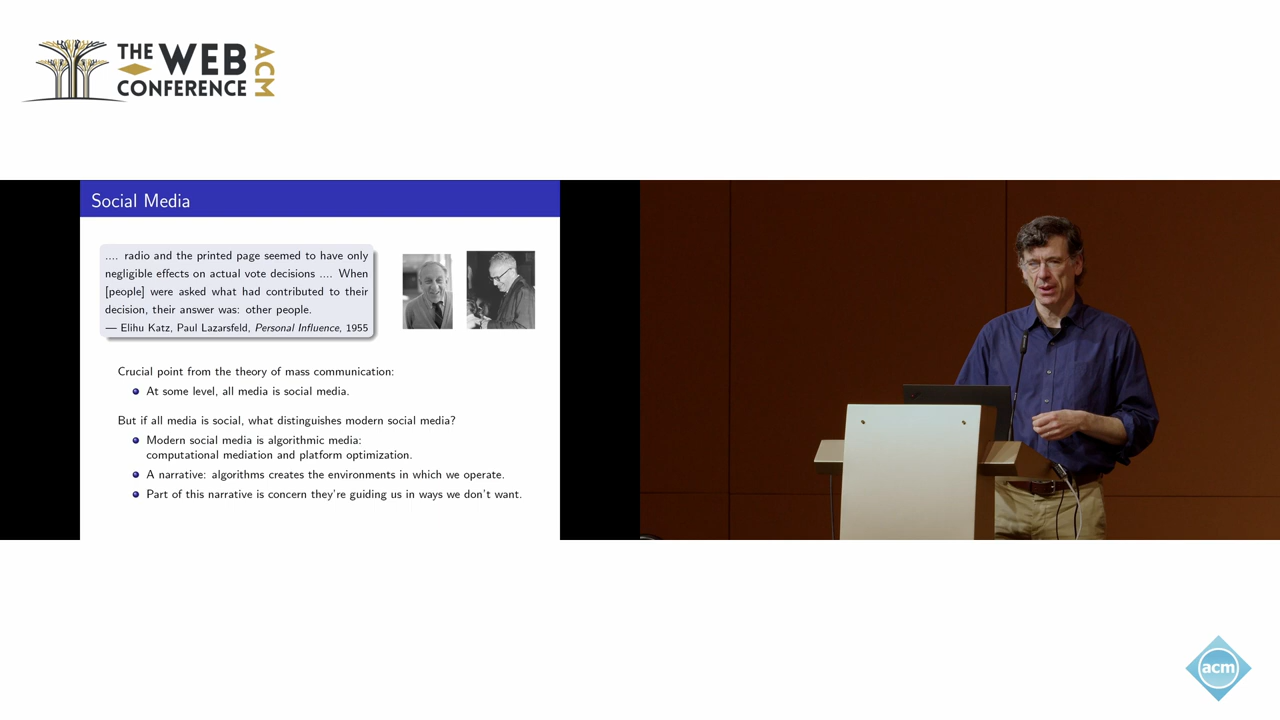 THE WEB
CONFERENCE
ACM
Social Media
.... radio and the printed page seemed to have only
negligible effects on actual vote decisions .... When
[people] were asked what had contributed to their
decision, their answer was: other people.
— Elihu Katz, Paul Lazarsfeld, Personal Influence, 1955
Crucial point from the theory of mass communication:
At some level, all media is social media.
But if all media is social, what distinguishes modern social media?
Modern social media is algorithmic media:
computational mediation and platform optimization.
A narrative: algorithms creates the environments in which we operate.
Part of this narrative is concern they're guiding us in ways we don't want.
acm